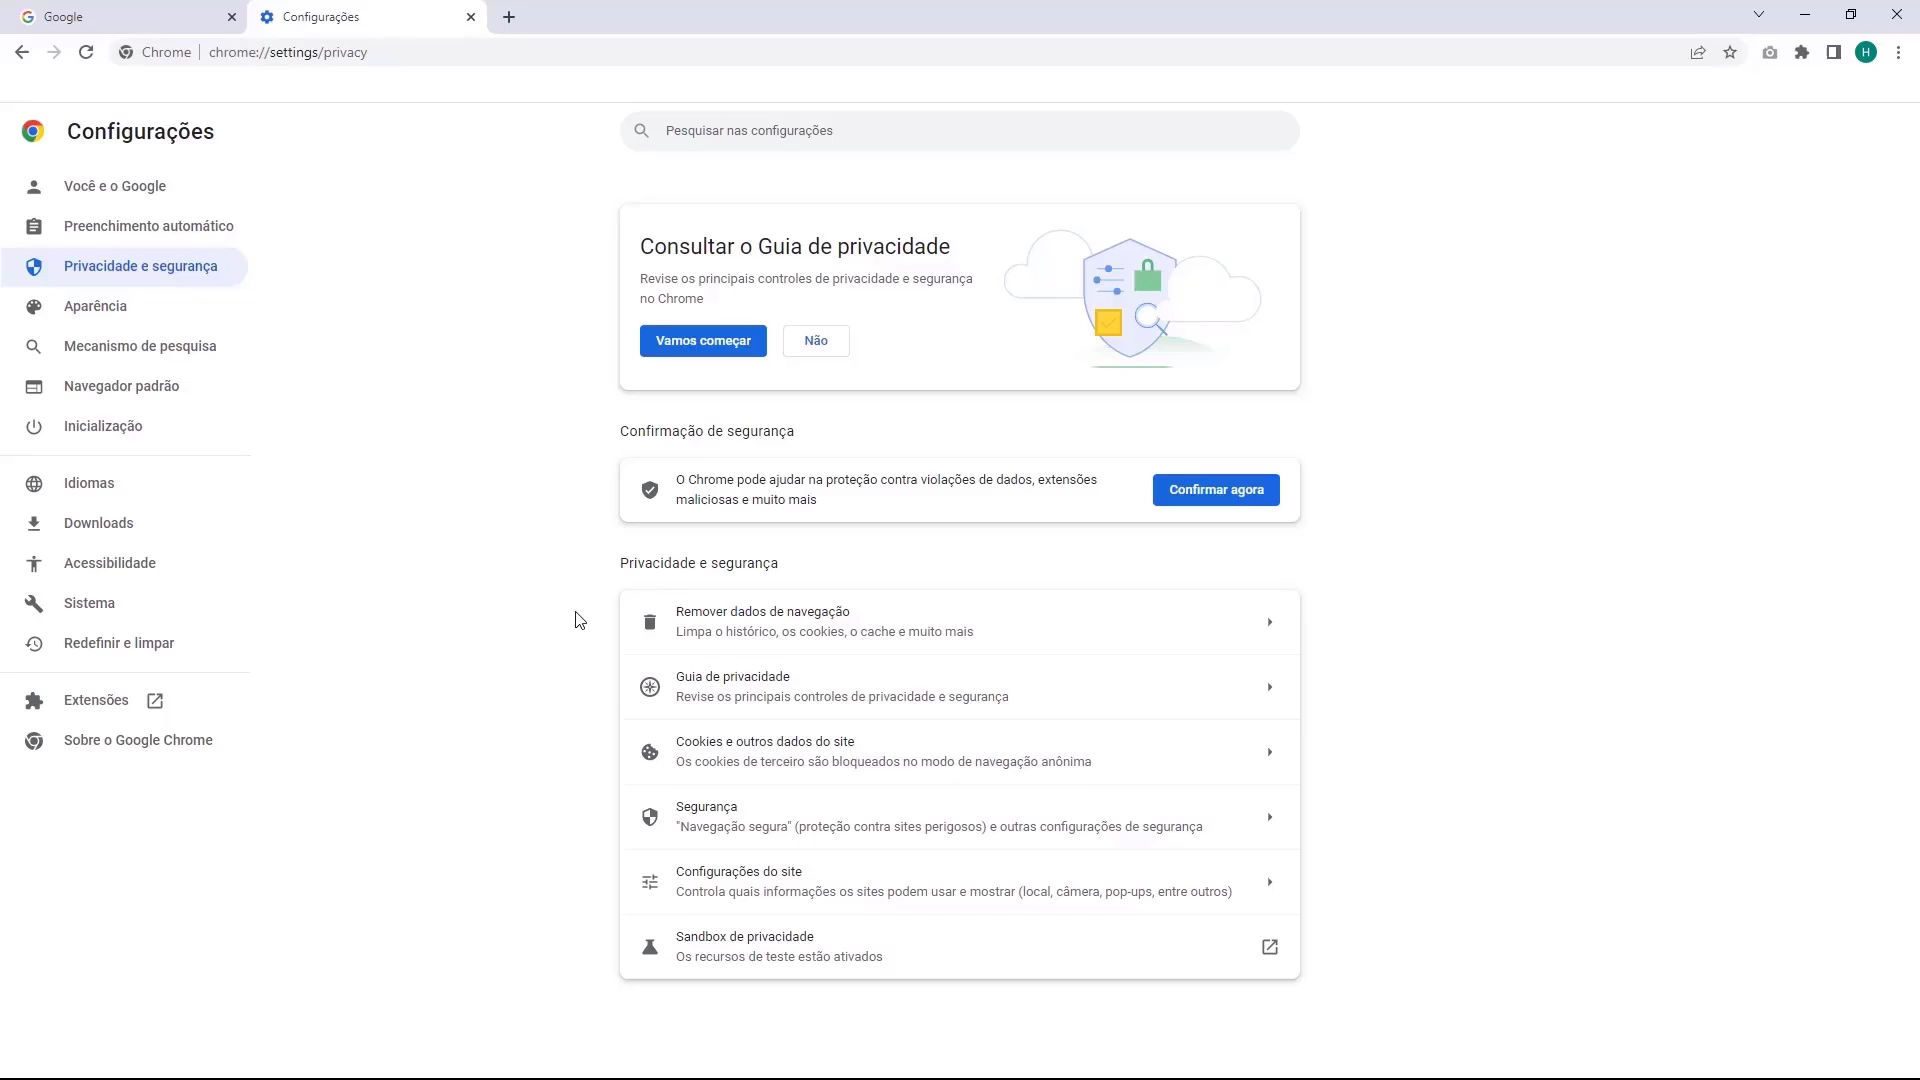 Google
Configurações
Chrome
chrome://settings/privacy
H
Configurações
Pesquisar nas configurações
Você e o Google
Preenchimento automático
Privacidade e segurança
Aparência
Mecanismo de pesquisa
Navegador padrão
Inicialização
Idiomas
Downloads
Acessibilidade
Sistema
Redefinir e limpar
Extensões
Sobre o Google Chrome
Consultar o Guia de privacidade
Revise os principais controles de privacidade e segurança
no Chrome
Vamos começar
Não
Confirmação de segurança
O Chrome pode ajudar na proteção contra violações de dados, extensões
maliciosas e muito mais
Confirmar agora
Privacidade e segurança
Remover dados de navegação
Limpa o histórico, os cookies, o cache e muito mais
Guia de privacidade
Revise os principais controles de privacidade e segurança
Cookies e outros dados do site
Os cookies de terceiro são bloqueados no modo de navegação anônima
Segurança
"Navegação segura" (proteção contra sites perigosos) e outras configurações de segurança
Configurações do site
Controla quais informações os sites podem usar e mostrar (local, câmera, pop-ups, entre outros)
Sandbox de privacidade
Os recursos de teste estão ativados